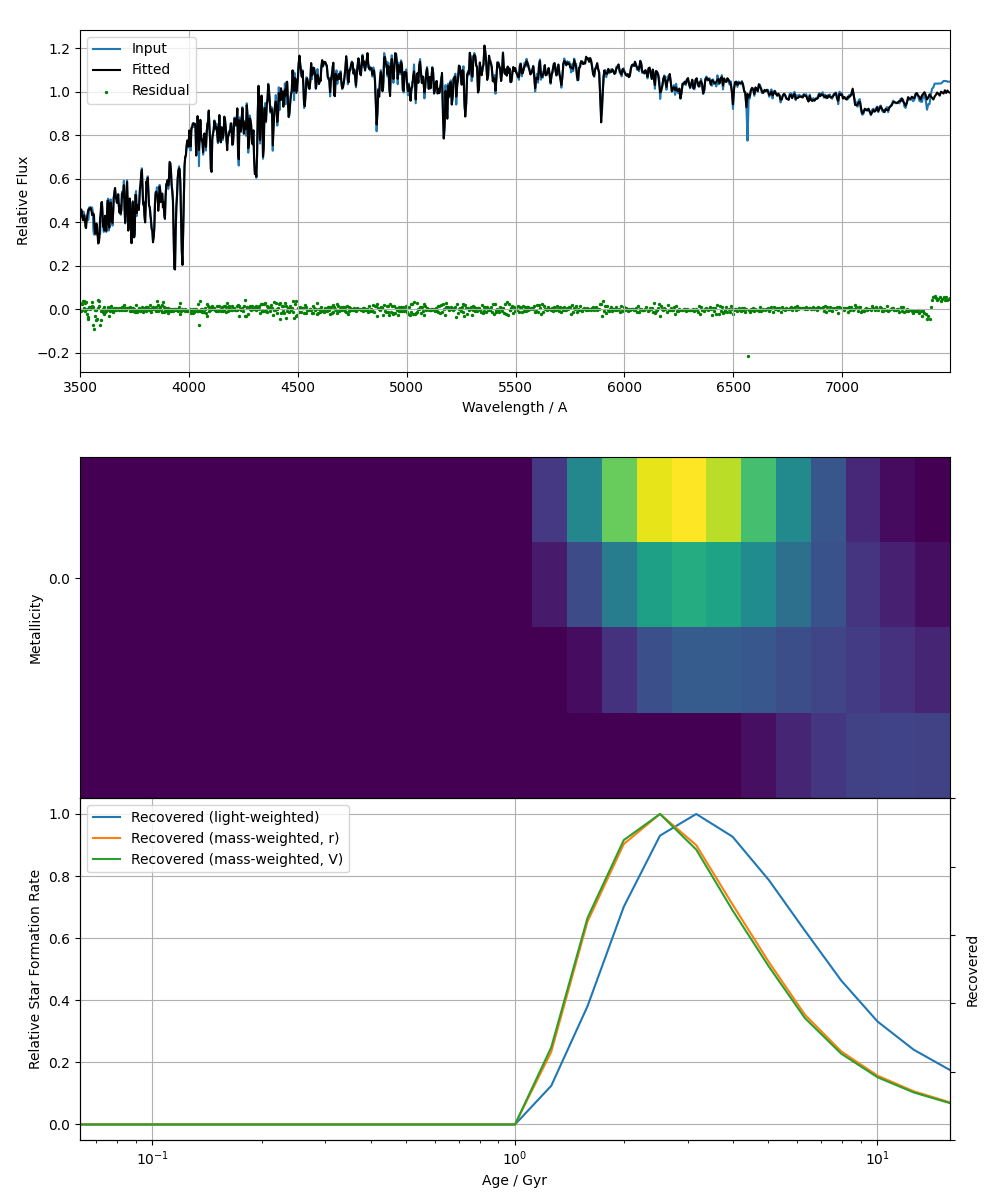 1.2
1.0
0.8
0.6
0.4
0.2
0.0
−0.2
Relative Flux
Input
Fitted
Residual
3500 4000 4500 5000 5500 6000 6500 7000
Wavelength / A
0.0
Metallicity
1.0
0.8
0.6
0.4
0.2
0.0
Relative Star Formation Rate
Recovered (light-weighted)
Recovered (mass-weighted, r)
Recovered (mass-weighted, V)
Recovered
10⁻¹ 10⁰ 10¹
Age / Gyr